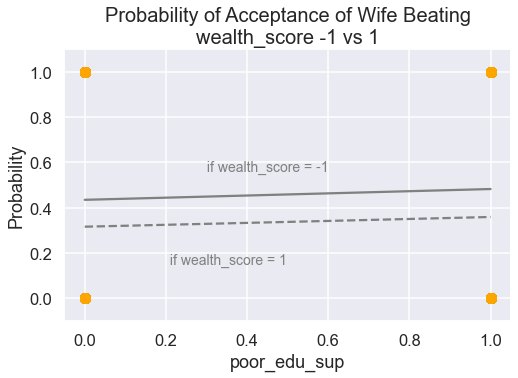 Probability of Acceptance of Wife Beating
wealth_score -1 vs 1
1.0
0.8
0.6
0.4
0.2
0.0
Probability
if wealth_score = -1
if wealth_score = 1
0.0 0.2 0.4 0.6 0.8 1.0
poor_edu_sup